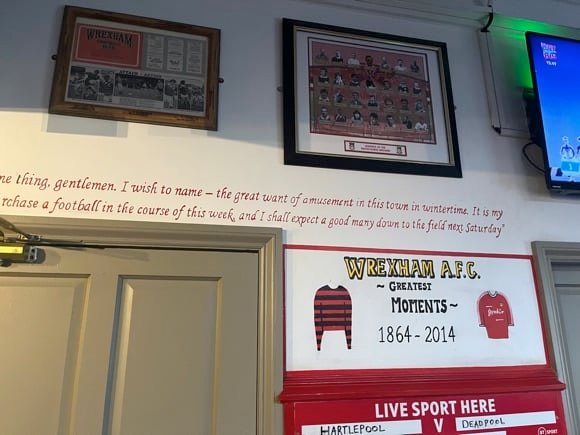 WREXHAM
ne thing, gentlemen. I wish to name – the great want of amusement in this town in wintertime. It is my
rchase a football in the course of this week, and I shall expect a good many down to the field next Saturday"
WREXHAM A.F.C.
~ GREATEST
MOMENTS ~
1864 - 2014
LIVE SPORT HERE
HARTLEPOOL V DEADPOOL
BT SPORT